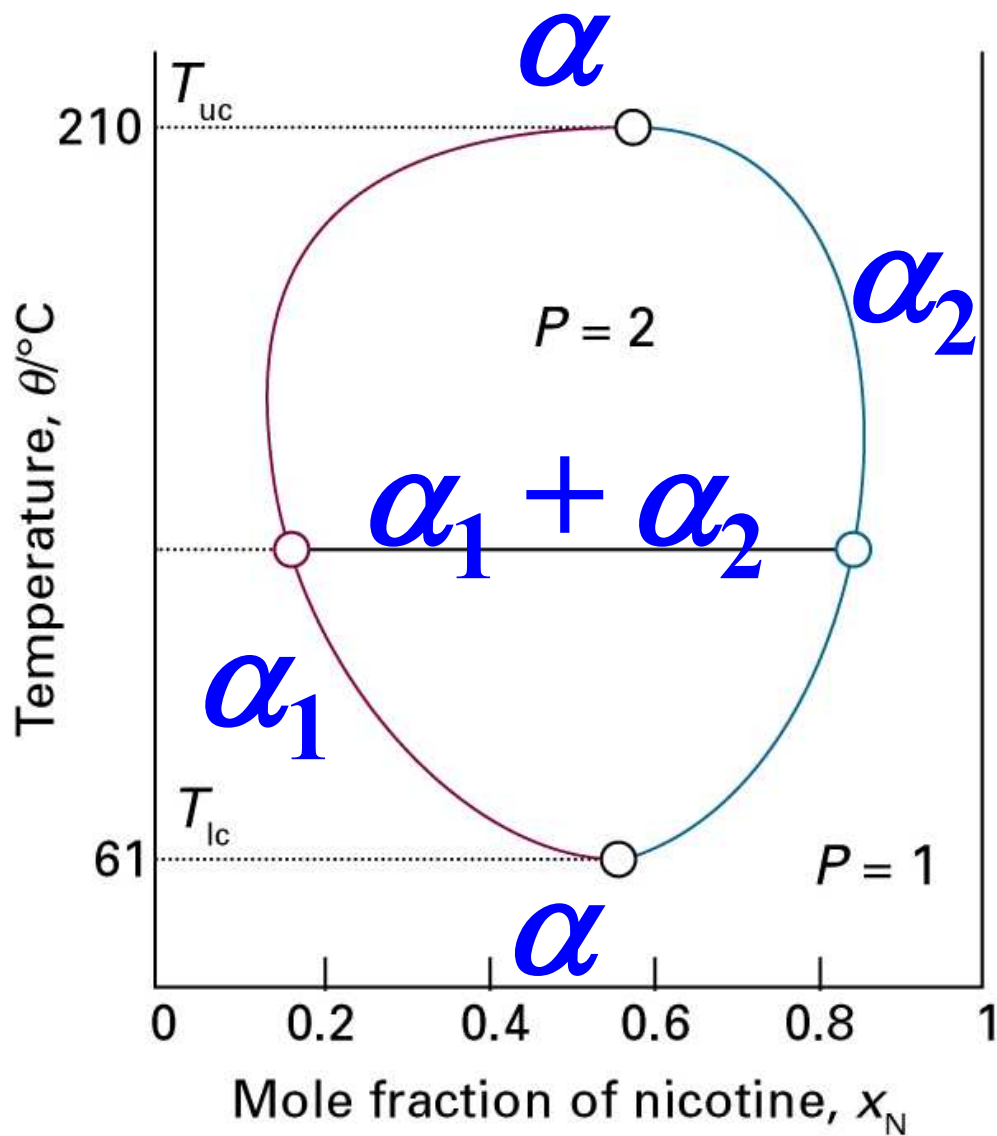 α
T_uc
210
α₂
P = 2
Temperature, θ/°C
α₁ + α₂
α₁
T_lc
61
P = 1
α
0 0.2 0.4 0.6 0.8 1
Mole fraction of nicotine, x_N